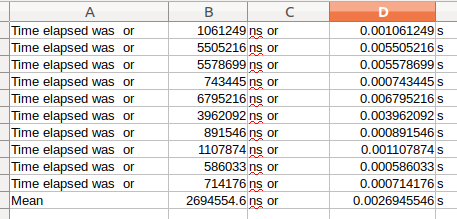 A B C D
Time elapsed was or 1061249 ns or 0.001061249 s
Time elapsed was or 5505216 ns or 0.005505216 s
Time elapsed was or 5578699 ns or 0.005578699 s
Time elapsed was or 743445 ns or 0.000743445 s
Time elapsed was or 6795216 ns or 0.006795216 s
Time elapsed was or 3962092 ns or 0.003962092 s
Time elapsed was or 891546 ns or 0.000891546 s
Time elapsed was or 1107874 ns or 0.001107874 s
Time elapsed was or 586033 ns or 0.000586033 s
Time elapsed was or 714176 ns or 0.000714176 s
Mean 2694554.6 ns or 0.0026945546 s